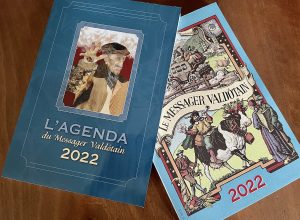 L'AGENDA
du Messager Valdôtain
2022
LE MESSAGER VALDÔTAIN
2022